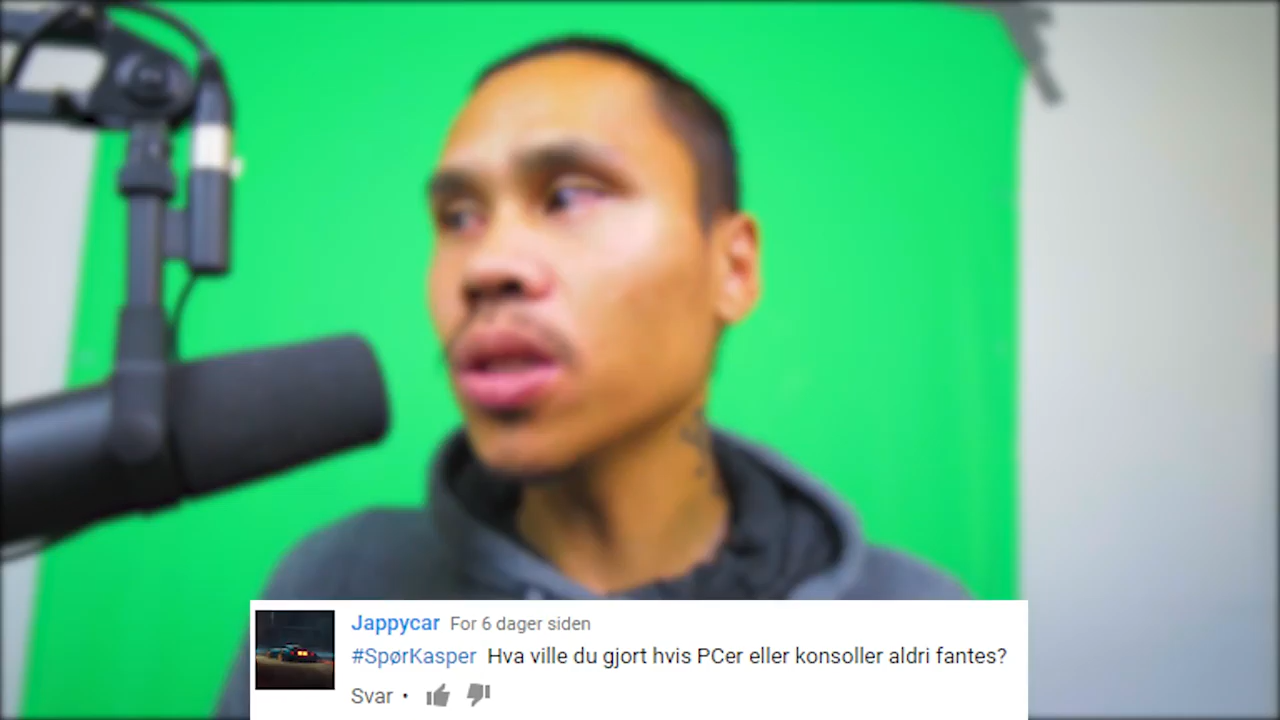 Jappycar For 6 dager siden
#SpørKasper Hva ville du gjort hvis PCer eller konsoller aldri fantes?
Svar •